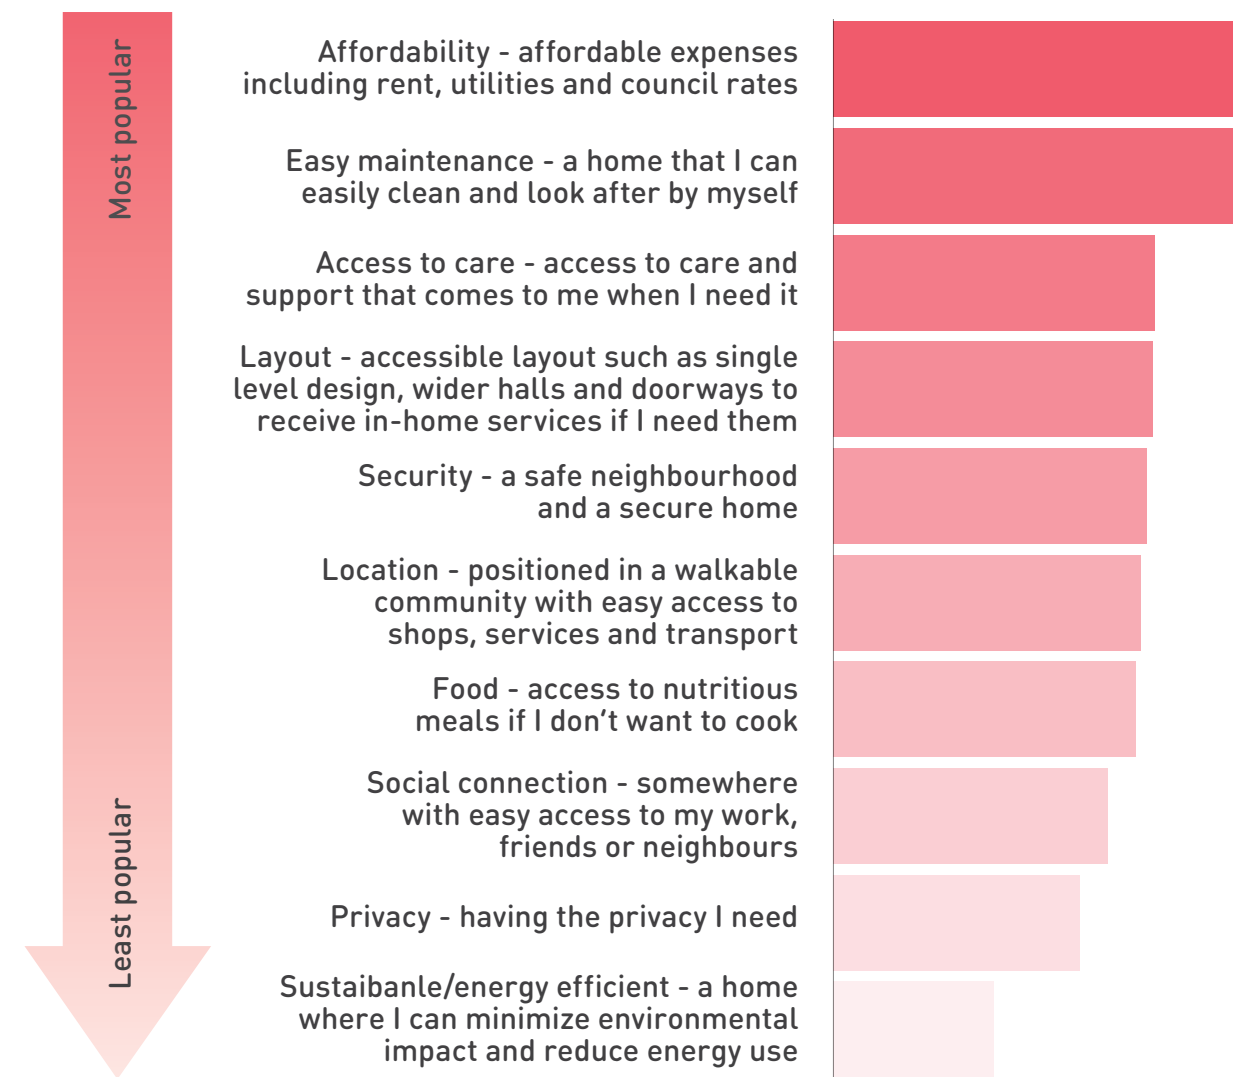 Most popular
Least popular
Affordability - affordable expenses
including rent, utilities and council rates
Easy maintenance - a home that I can
easily clean and look after by myself
Access to care - access to care and
support that comes to me when I need it
Layout - accessible layout such as single
level design, wider halls and doorways to
receive in-home services if I need them
Security - a safe neighbourhood
and a secure home
Location - positioned in a walkable
community with easy access to
shops, services and transport
Food - access to nutritious
meals if I don’t want to cook
Social connection - somewhere
with easy access to my work,
friends or neighbours
Privacy - having the privacy I need
Sustaibanle/energy efficient - a home
where I can minimize environmental
impact and reduce energy use